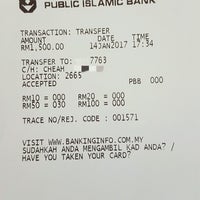 PUBLIC ISLAMIC BANK
TRANSACTION: TRANSFER
AMOUNT DATE TIME
RM1,500.00 14JAN2017 17:34
TRANSFER TO: 7763
C/H: CHEAH
LOCATION: 2665
ACCEPTED PBB 000
RM10 = 000 RM20 = 000
RM50 = 030 RM100 = 000
TRACE NO/REJ. CODE : 001571
VISIT WWW.BANKINGINFO.COM.MY
SUDAHKAH ANDA MENGAMBIL KAD ANDA? /
HAVE YOU TAKEN YOUR CARD?